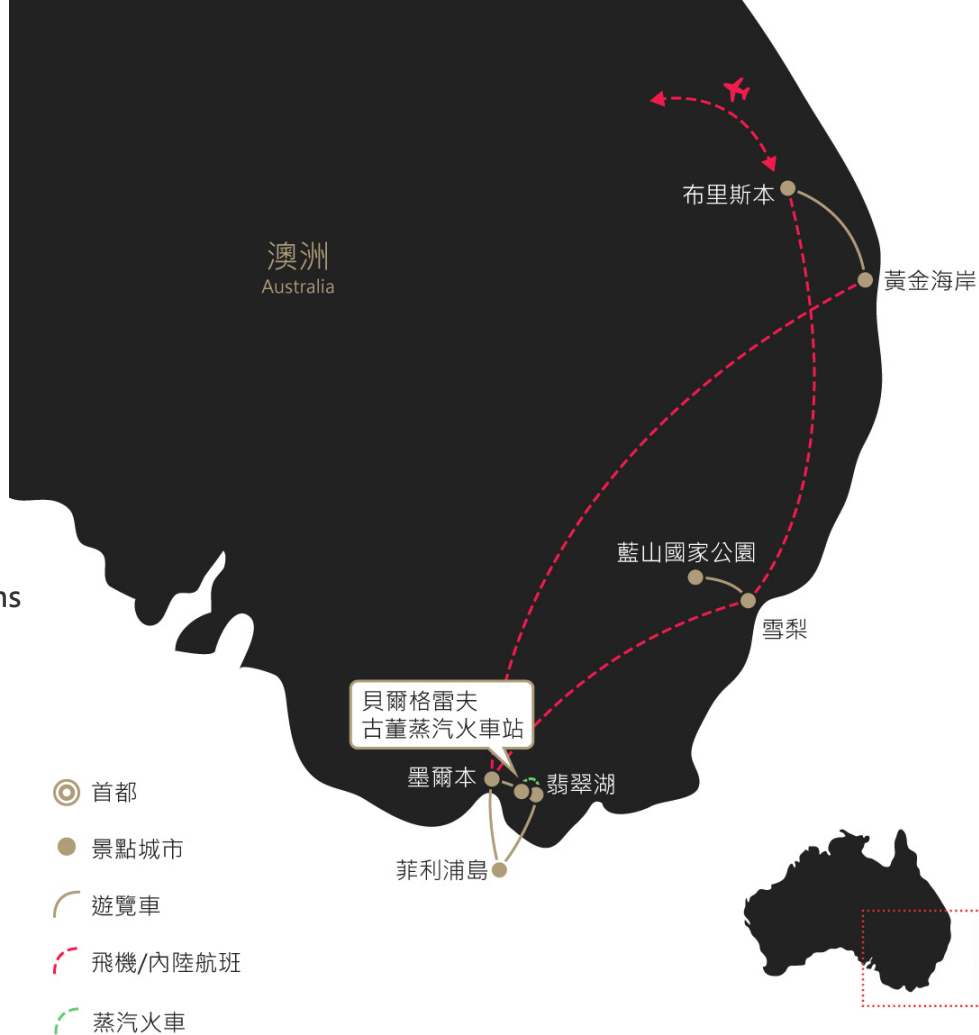 布里斯本
澳洲
Australia
黃金海岸
藍山國家公園
ns
雪梨
貝爾格雷夫
古董蒸汽火車站
墨爾本
翡翠湖
首都
景點城市
菲利浦島
遊覽車
飛機/內陸航班
蒸汽火車